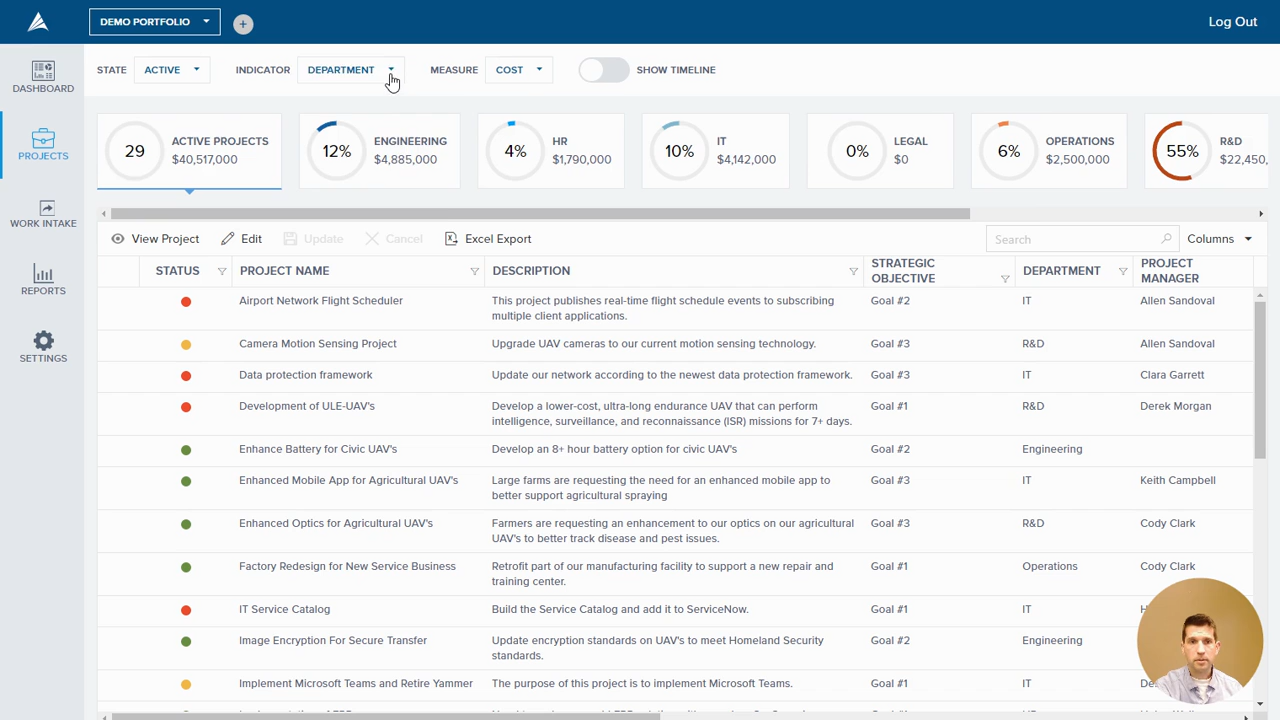 DEMO PORTFOLIO
+
Log Out
DASHBOARD
PROJECTS
WORK INTAKE
REPORTS
SETTINGS
STATE ACTIVE INDICATOR DEPARTMENT MEASURE COST SHOW TIMELINE
29 ACTIVE PROJECTS
$40,517,000
12% ENGINEERING
$4,885,000
4% HR
$1,790,000
10% IT
$4,142,000
0% LEGAL
$0
6% OPERATIONS
$2,500,000
55% R&D
$22,450,
View Project Edit Update Cancel Excel Export Search Columns
STATUS PROJECT NAME DESCRIPTION STRATEGIC OBJECTIVE DEPARTMENT PROJECT MANAGER
Airport Network Flight Scheduler This project publishes real-time flight schedule events to subscribing Goal #2 IT Allen Sandoval
multiple client applications.
Camera Motion Sensing Project Upgrade UAV cameras to our current motion sensing technology. Goal #3 R&D Allen Sandoval
Data protection framework Update our network according to the newest data protection framework. Goal #3 IT Clara Garrett
Development of ULE-UAV's Develop a lower-cost, ultra-long endurance UAV that can perform Goal #1 R&D Derek Morgan
intelligence, surveillance, and reconnaissance (ISR) missions for 7+ days.
Enhance Battery for Civic UAV's Develop an 8+ hour battery option for civic UAV's Goal #2 Engineering
Enhanced Mobile App for Agricultural UAV's Large farms are requesting the need for an enhanced mobile app to Goal #3 IT Keith Campbell
better support agricultural spraying
Enhanced Optics for Agricultural UAV's Farmers are requesting an enhancement to our optics on our agricultural Goal #3 R&D Cody Clark
UAV's to better track disease and pest issues.
Factory Redesign for New Service Business Retrofit part of our manufacturing facility to support a new repair and Goal #1 Operations Cody Clark
training center.
IT Service Catalog Build the Service Catalog and add it to ServiceNow. Goal #1 IT
Image Encryption For Secure Transfer Update encryption standards on UAV's to meet Homeland Security Goal #2 Engineering
standards.
Implement Microsoft Teams and Retire Yammer The purpose of this project is to implement Microsoft Teams. Goal #1 IT